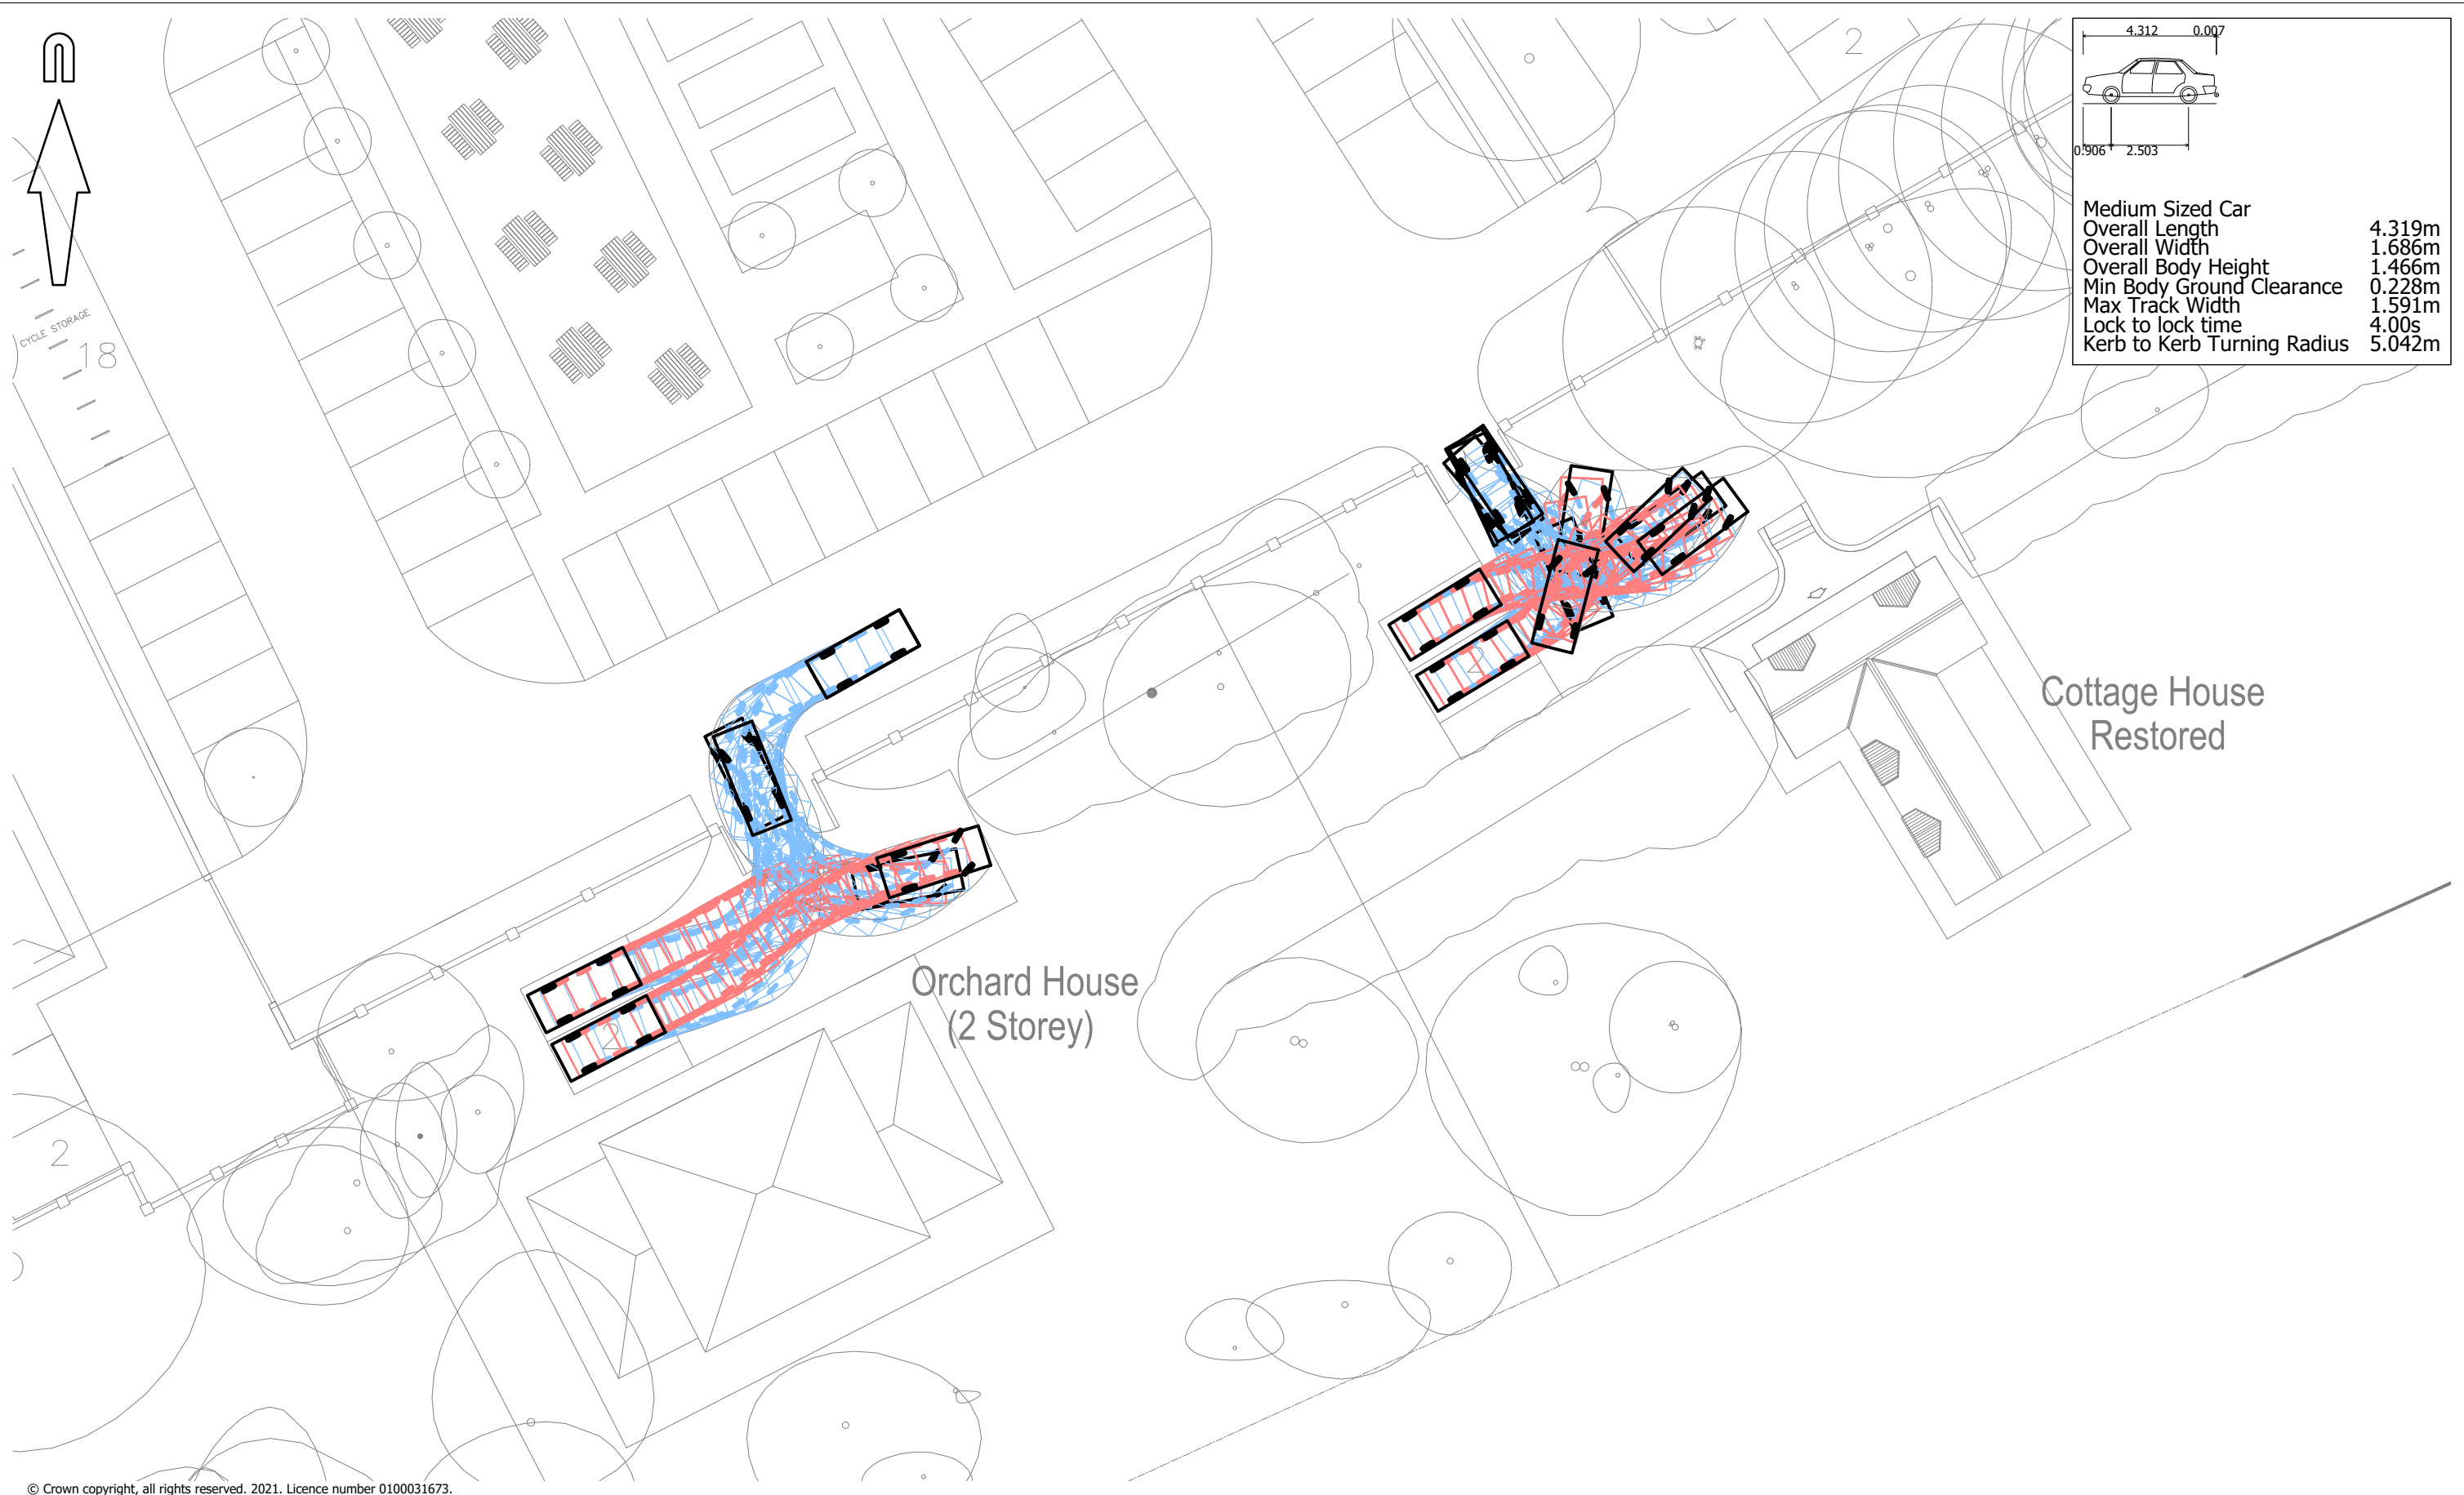 2
4.312 0.007
0.906 2.503
Medium Sized Car
Overall Length 4.319m
Overall Width 1.686m
Overall Body Height 1.466m
Min Body Ground Clearance 0.228m
Max Track Width 1.591m
Lock to lock time 4.00s
Kerb to Kerb Turning Radius 5.042m
CYCLE STORAGE
18
2
Cottage House
Restored
Orchard House
(2 Storey)
2
2
© Crown copyright, all rights reserved. 2021. Licence number 0100031673.